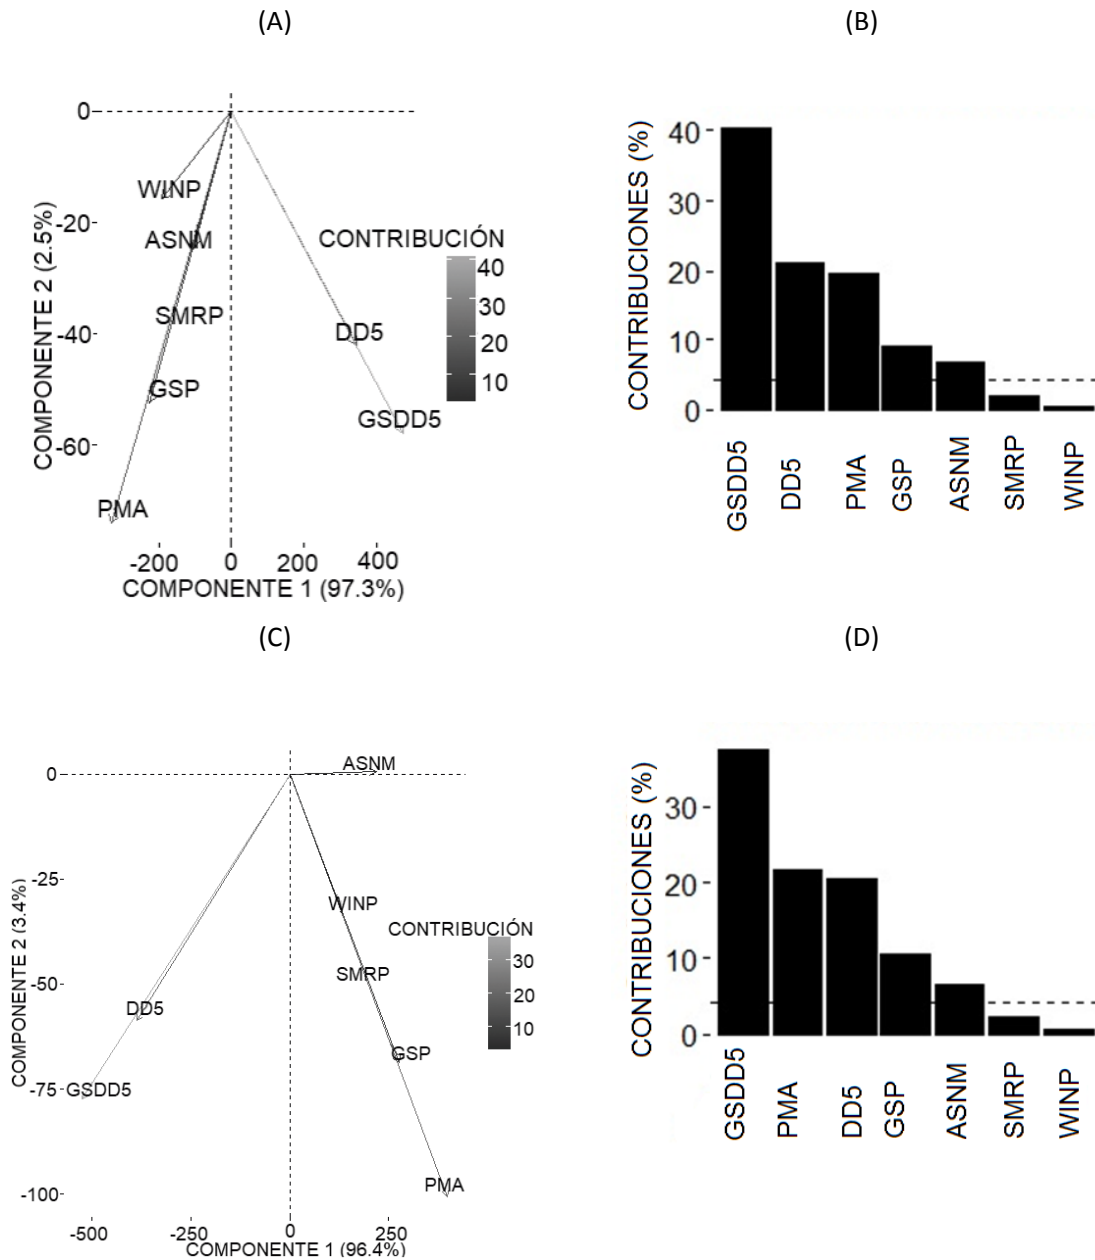 (A)
(B)
0
-20
-40
-60
COMPONENTE 2 (2.5%)
WINP
ASNM
SMRP
GSP
PMA
DD5
GSDD5
CONTRIBUCIÓN
40
30
20
10
-200 0 200 400
COMPONENTE 1 (97.3%)
CONTRIBUCIONES (%)
40
30
20
10
0
GSDD5
DD5
PMA
GSP
ASNM
SMRP
WINP
(C)
(D)
0
-25
-50
-75
-100
COMPONENTE 2 (3.4%)
ASNM
WINP
SMRP
GSP
PMA
DD5
GSDD5
CONTRIBUCIÓN
30
20
10
-500 -250 0 250
COMPONENTE 1 (96.4%)
CONTRIBUCIONES (%)
30
20
10
0
GSDD5
PMA
DD5
GSP
ASNM
SMRP
WINP